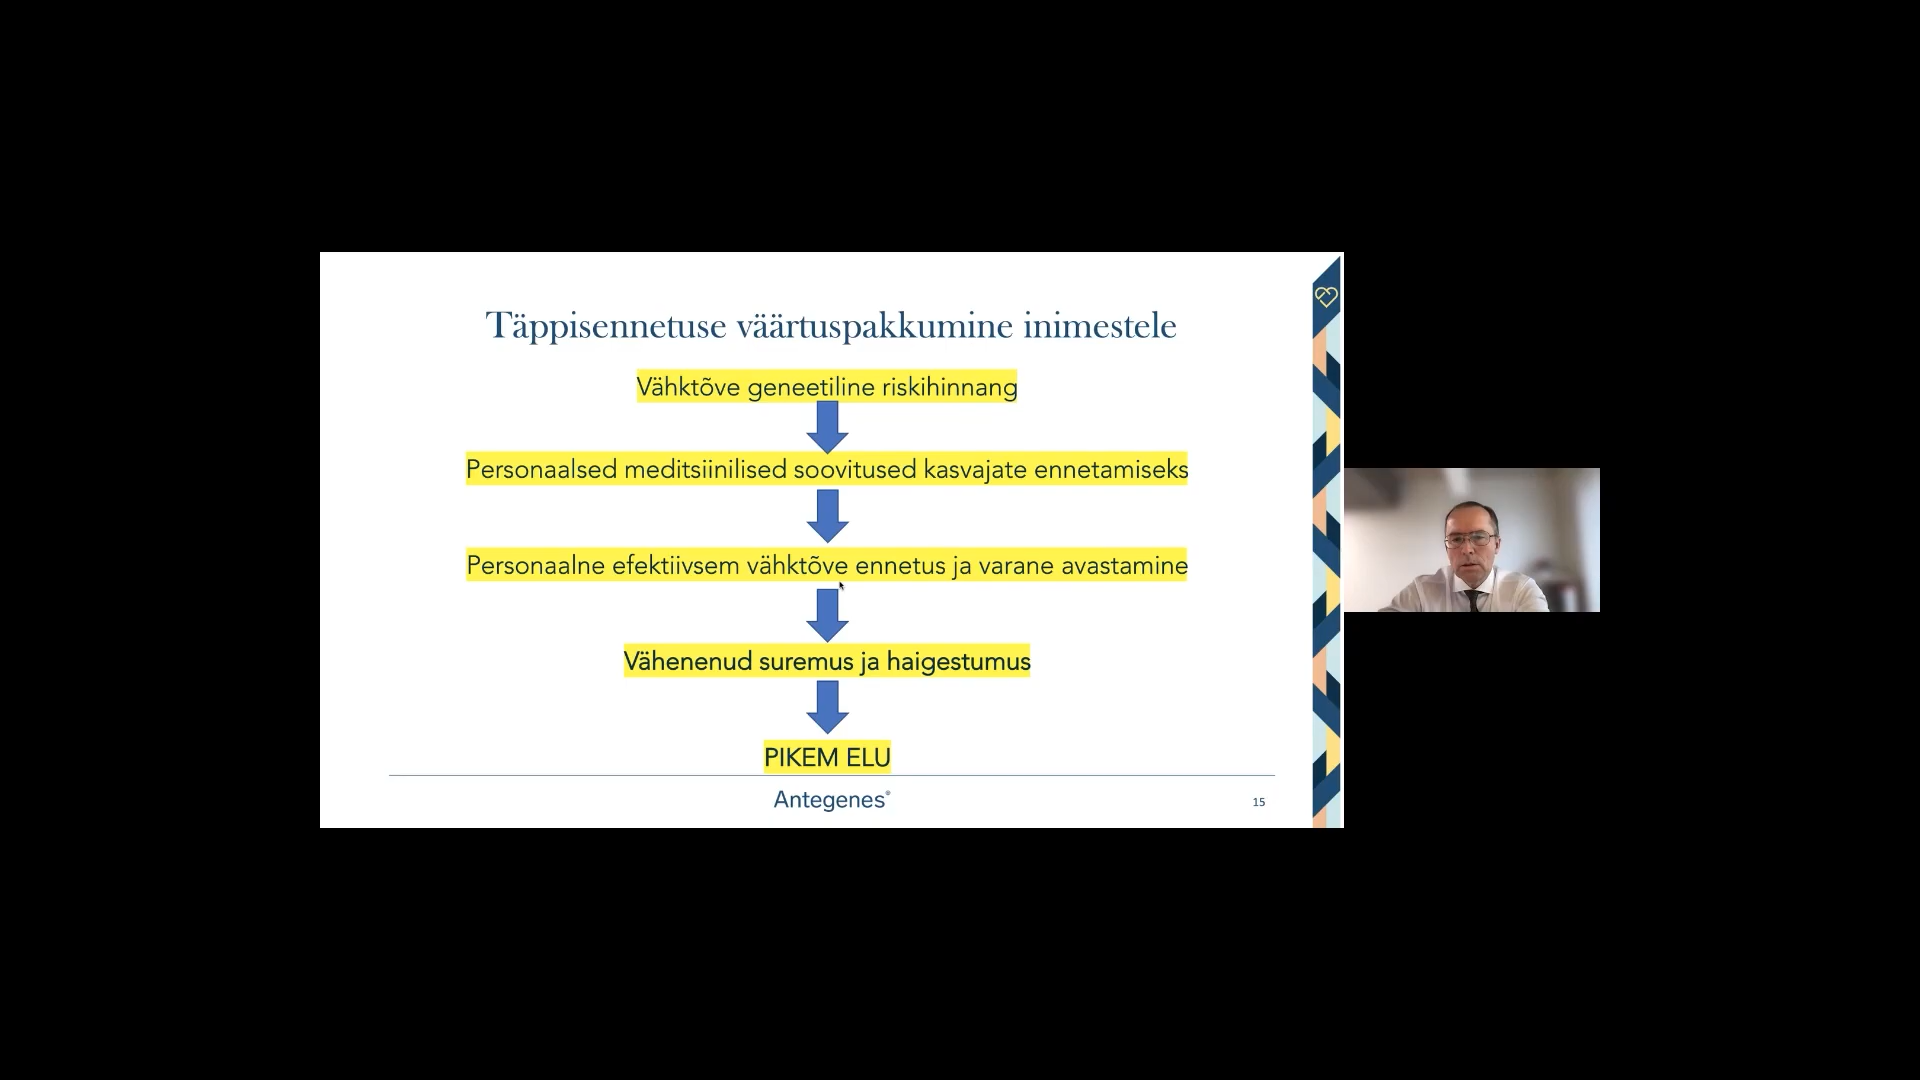 Täppisennetuse väärtuspakkumine inimestele
Vähktõve geneetiline riskihinnang
Personaalsed meditsiinilised soovitused kasvajate ennetamiseks
Personaalne efektiivsem vähktõve ennetus ja varane avastamine
Vähenenud suremus ja haigestumus
PIKEM ELU
Antegenes®
15